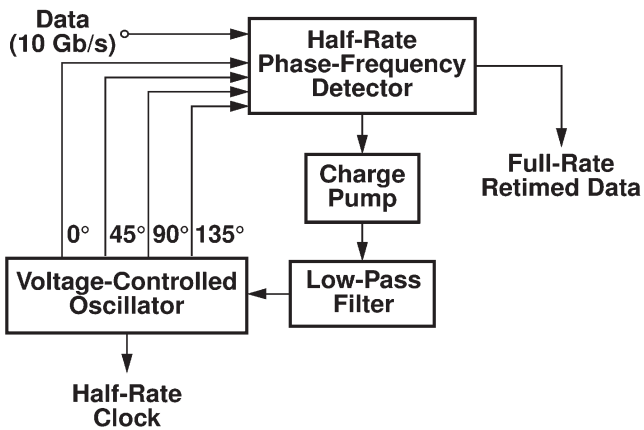 Data
(10 Gb/s)
Half-Rate
Phase-Frequency
Detector
Charge
Pump
Full-Rate
Retimed Data
0° 45° 90° 135°
Voltage-Controlled
Oscillator
Low-Pass
Filter
Half-Rate
Clock